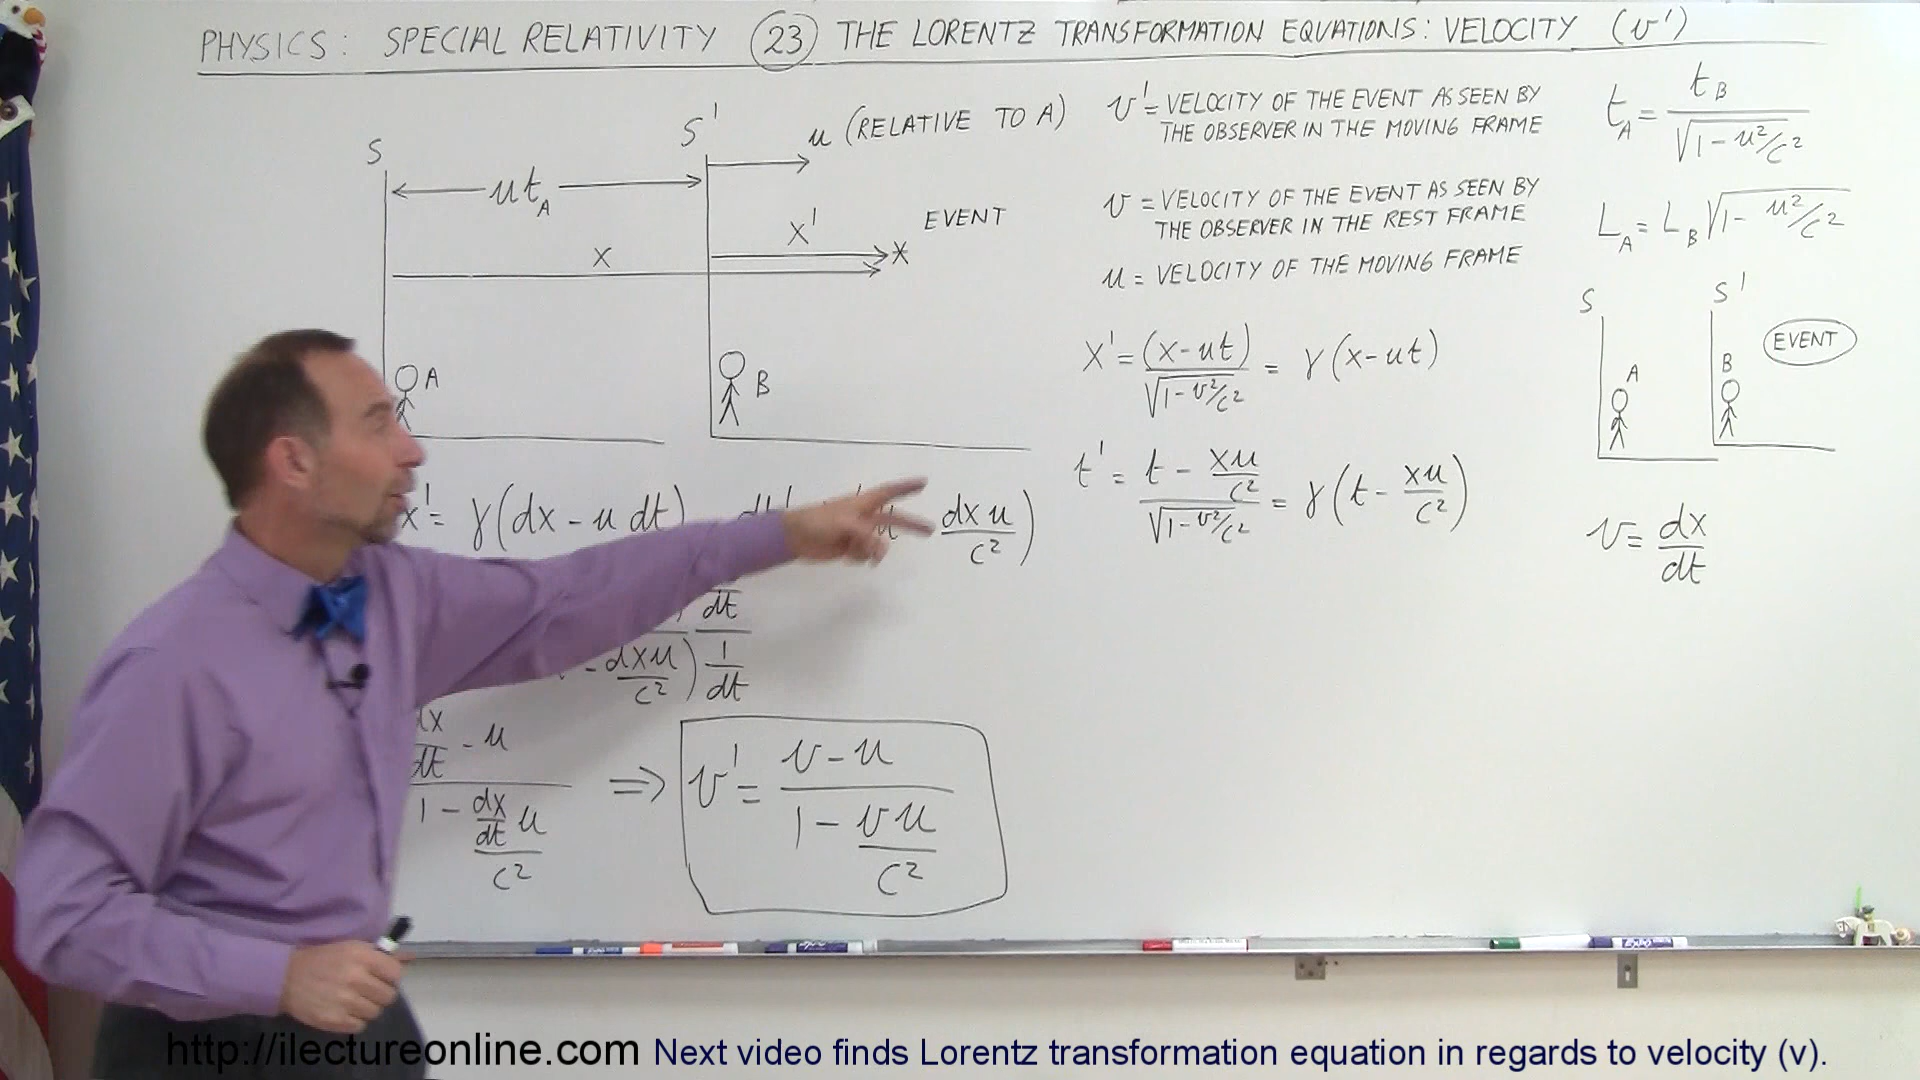 PHYSICS: SPECIAL RELATIVITY (23) THE LORENTZ TRANSFORMATION EQUATIONS: VELOCITY (v')
S
S'
u (RELATIVE TO A)
ut_A
x'
EVENT
x
A
B
v' = VELOCITY OF THE EVENT AS SEEN BY
THE OBSERVER IN THE MOVING FRAME
v = VELOCITY OF THE EVENT AS SEEN BY
THE OBSERVER IN THE REST FRAME
u = VELOCITY OF THE MOVING FRAME
x' = (x-ut)/√(1-v²/c²) = γ(x-ut)
t' = (t - xu/c²)/√(1-v²/c²) = γ(t - xu/c²)
t_A = t_B/√(1-u²/c²)
L_A = L_B √(1-u²/c²)
S
S'
EVENT
A
B
v = dx/dt
x' = γ(dx - u dt)
dx u/c²)
dt
- dxu/c²) 1/dt
dx/dt - u
1 - dx/dt u/c²
⇒ v' = (v-u)/(1 - vu/c²)
http://ilectureonline.com Next video finds Lorentz transformation equation in regards to velocity (v).